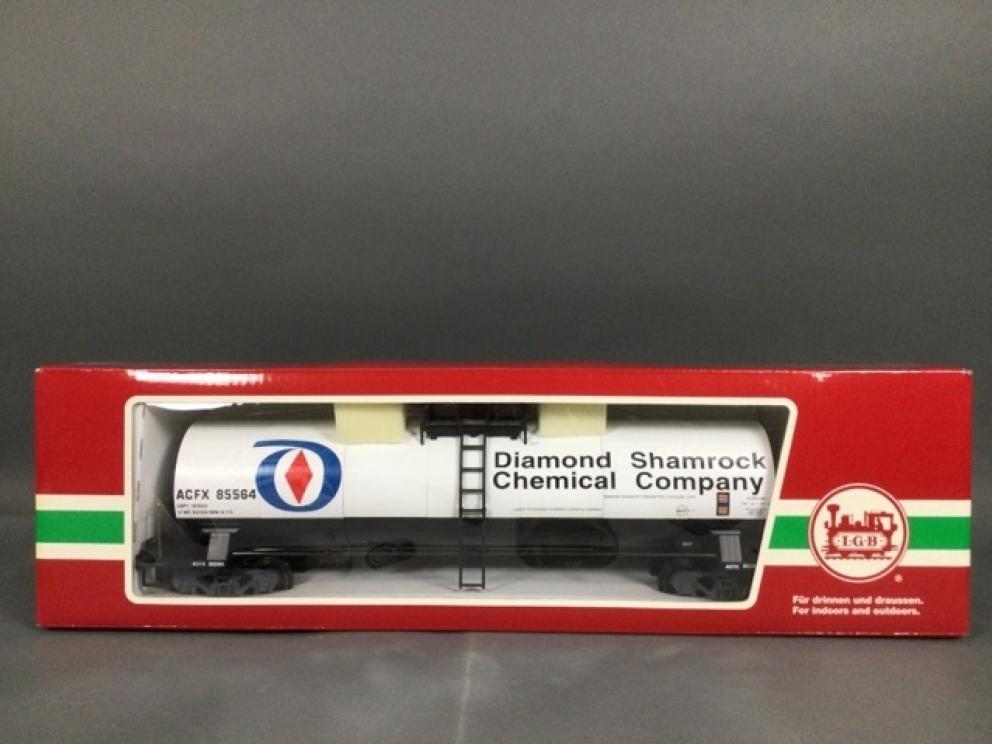 Diamond Shamrock
Chemical Company
ACFX 85564
L·G·B
®
Für drinnen und draussen.
For indoors and outdoors.